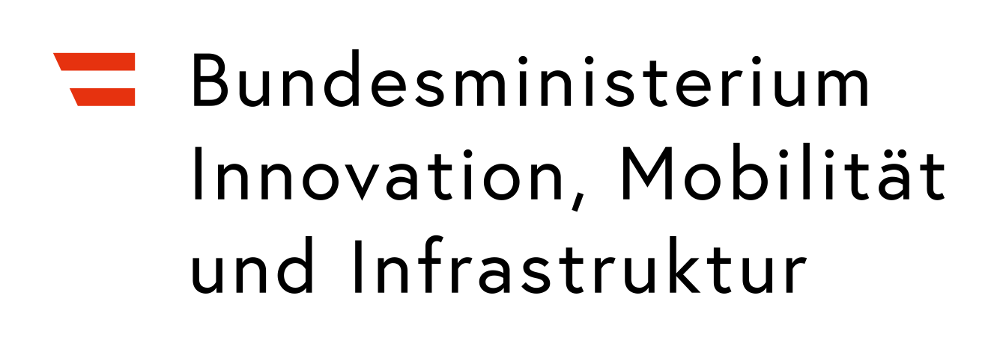 Bundesministerium
Innovation, Mobilität
und Infrastruktur